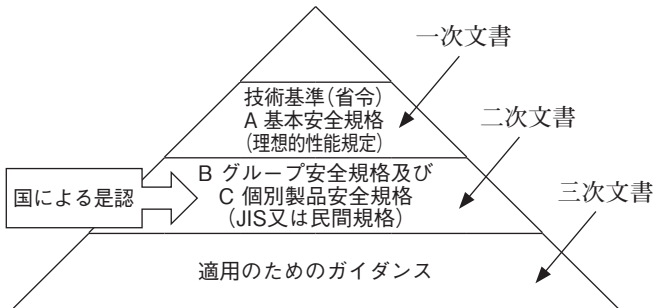 一次文書
技術基準（省令）
A 基本安全規格
（理想的性能規定）
二次文書
国による是認
B グループ安全規格及び
C 個別製品安全規格
（JIS又は民間規格）
三次文書
適用のためのガイダンス